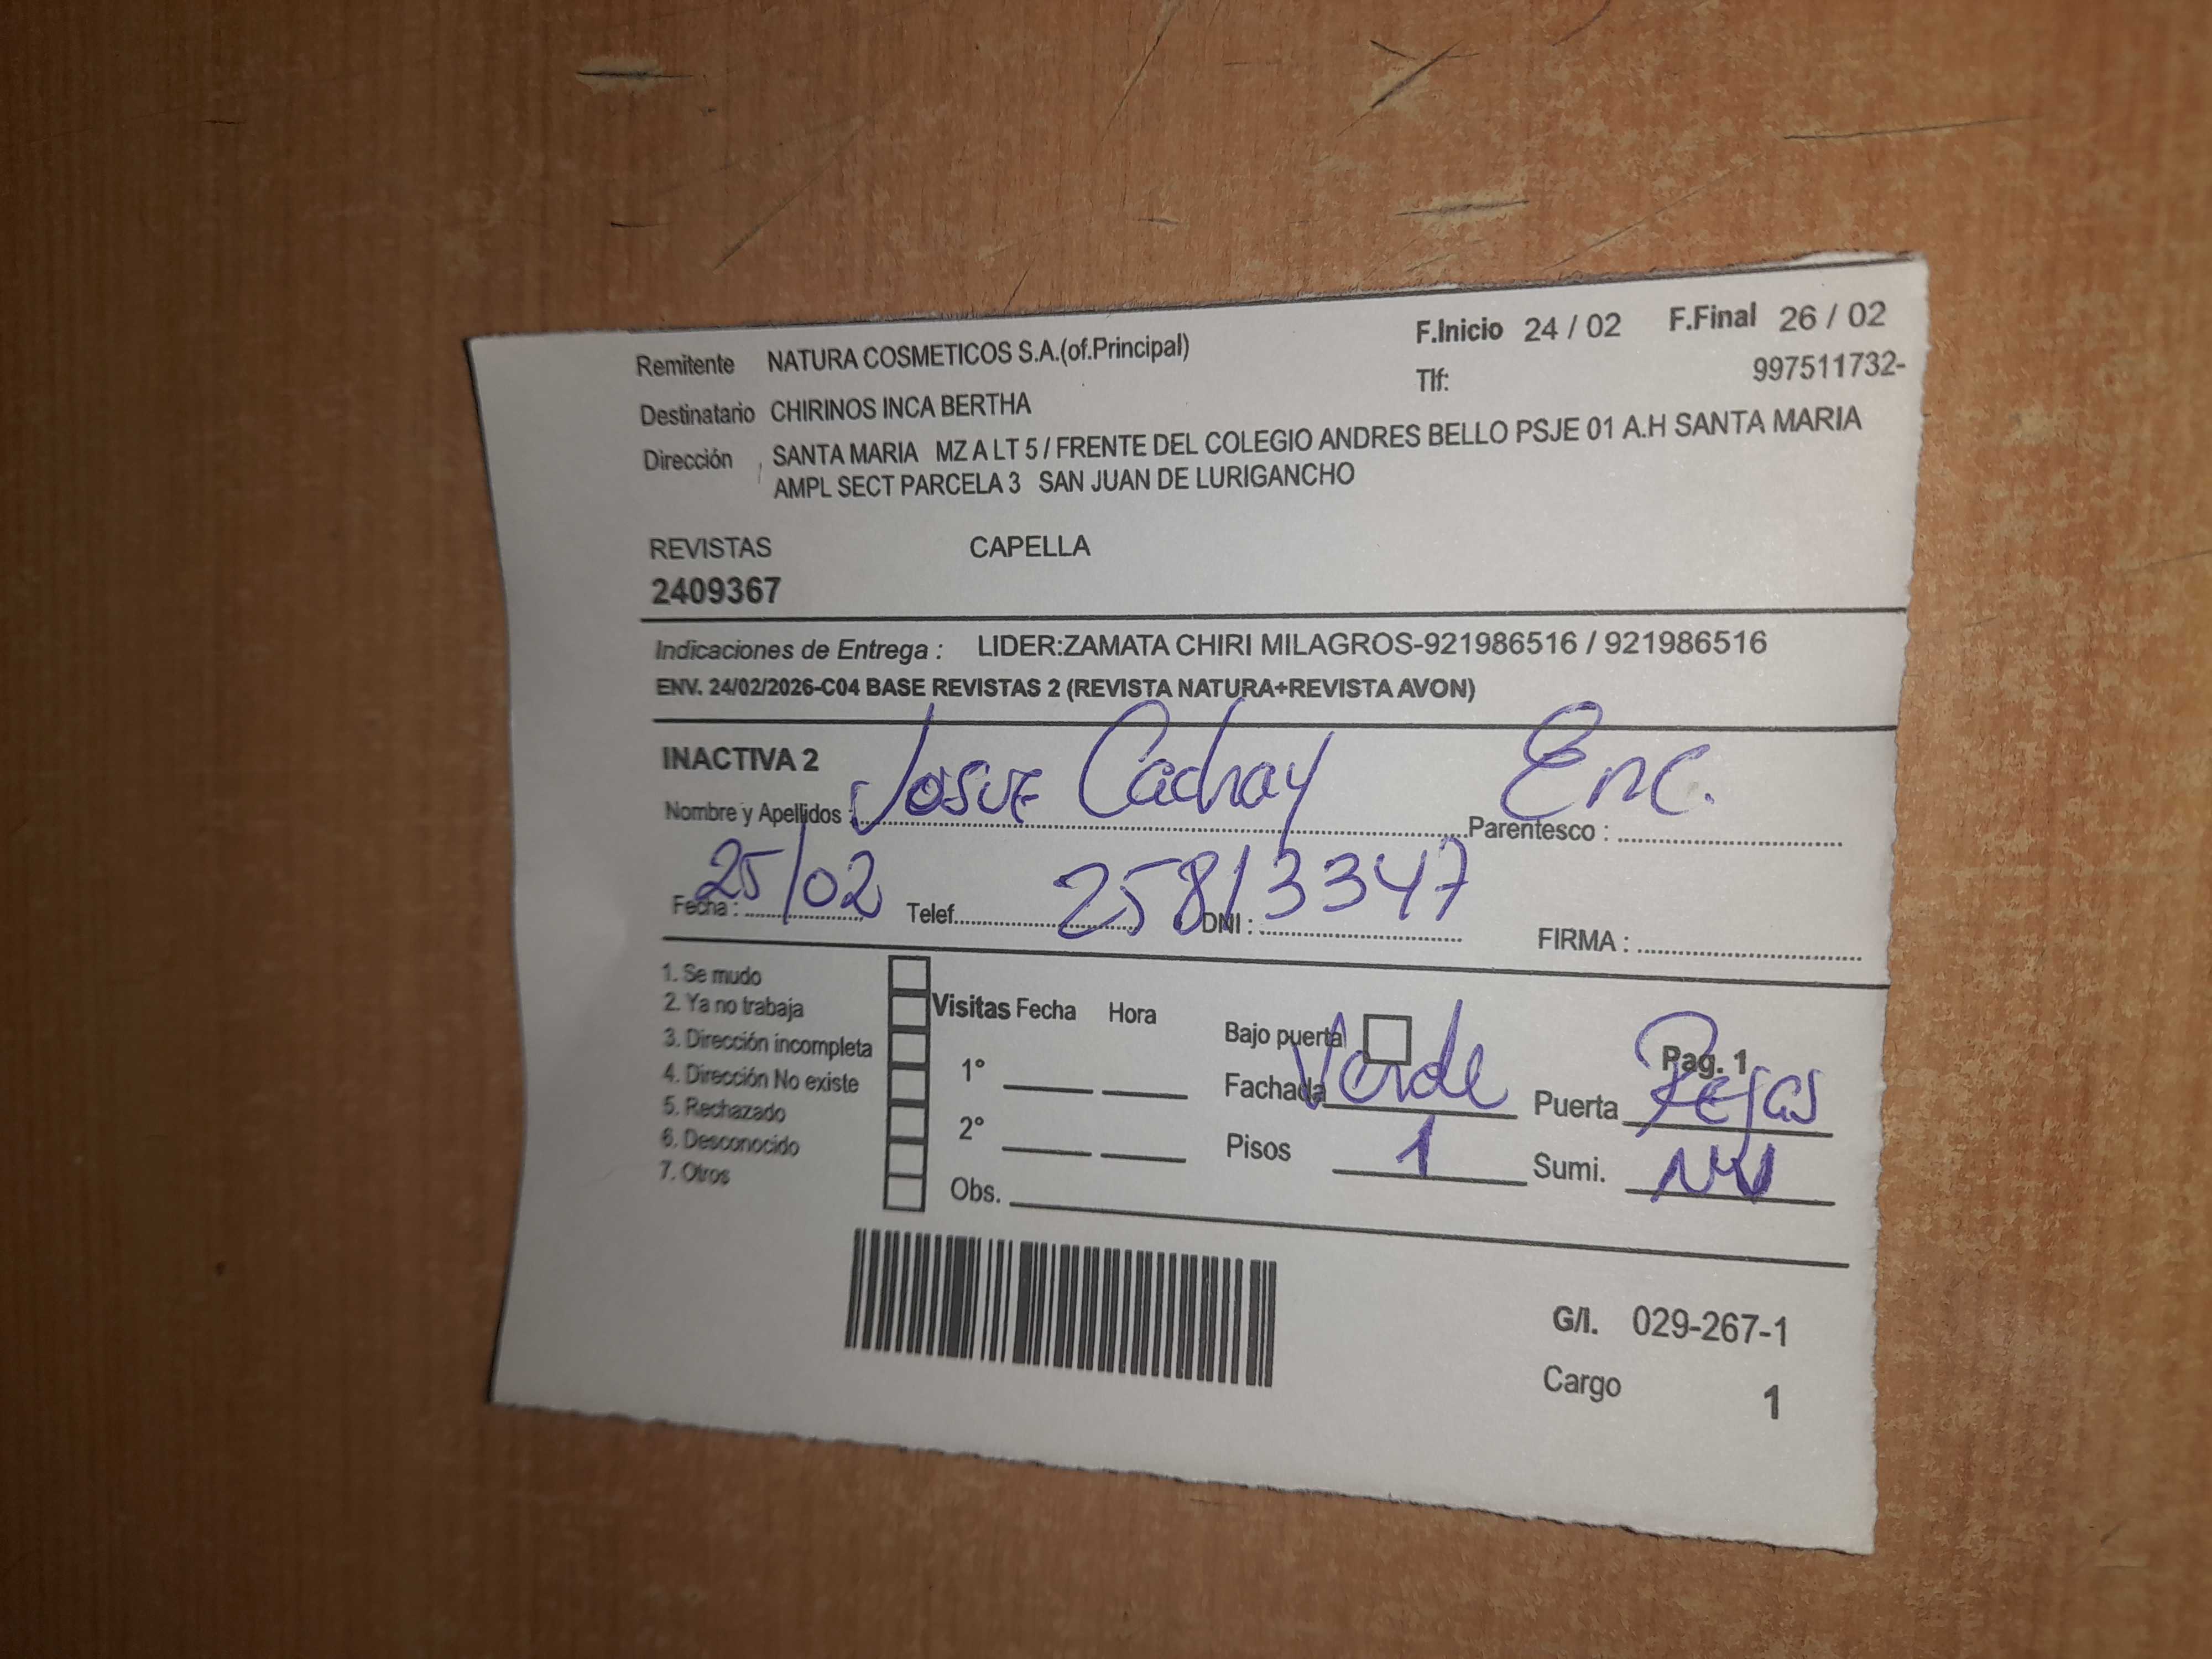 Remitente NATURA COSMETICOS S.A.(of.Principal) F.Inicio 24 / 02 F.Final 26 / 02
Tlf: 997511732-
Destinatario CHIRINOS INCA BERTHA
Dirección SANTA MARIA MZ A LT 5 / FRENTE DEL COLEGIO ANDRES BELLO PSJE 01 A.H SANTA MARIA
AMPL SECT PARCELA 3 SAN JUAN DE LURIGANCHO
REVISTAS CAPELLA
2409367
Indicaciones de Entrega : LIDER:ZAMATA CHIRI MILAGROS-921986516 / 921986516
ENV. 24/02/2026-C04 BASE REVISTAS 2 (REVISTA NATURA+REVISTA AVON)
INACTIVA 2
Nombre y Apellidos : Josue Cachay Parentesco : Enc.
Fecha : 25/02 Telef. DNI : 25813347 FIRMA :
1. Se mudo
2. Ya no trabaja
3. Dirección incompleta
4. Dirección No existe
5. Rechazado
6. Desconocido
7. Otros
Visitas Fecha Hora
1°
2°
Obs.
Bajo puerta Pag. 1
Fachada Verde Puerta Rejas
Pisos 1 Sumi.
G/I. 029-267-1
Cargo 1